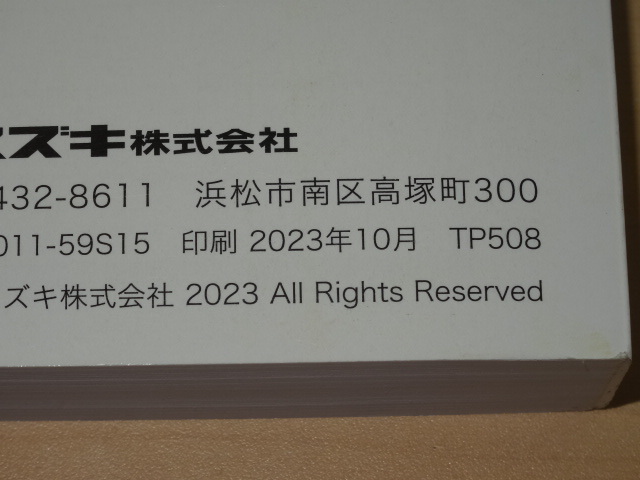 ズキ株式会社
432-8611 浜松市南区高塚町300
011-59S15 印刷 2023年10月 TP508
ズキ株式会社 2023 All Rights Reserved